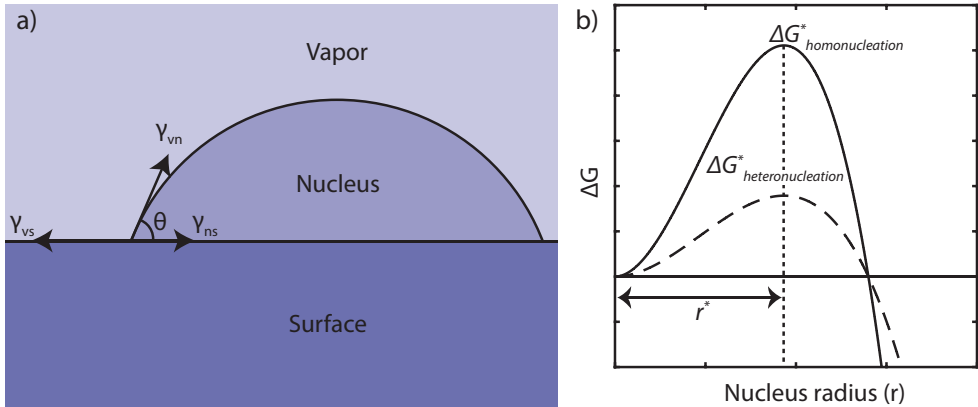 a)
Vapor
γvn
Nucleus
γvs
θ
γns
Surface
b)
ΔG*homonucleation
ΔG*heteronucleation
ΔG
r*
Nucleus radius (r)